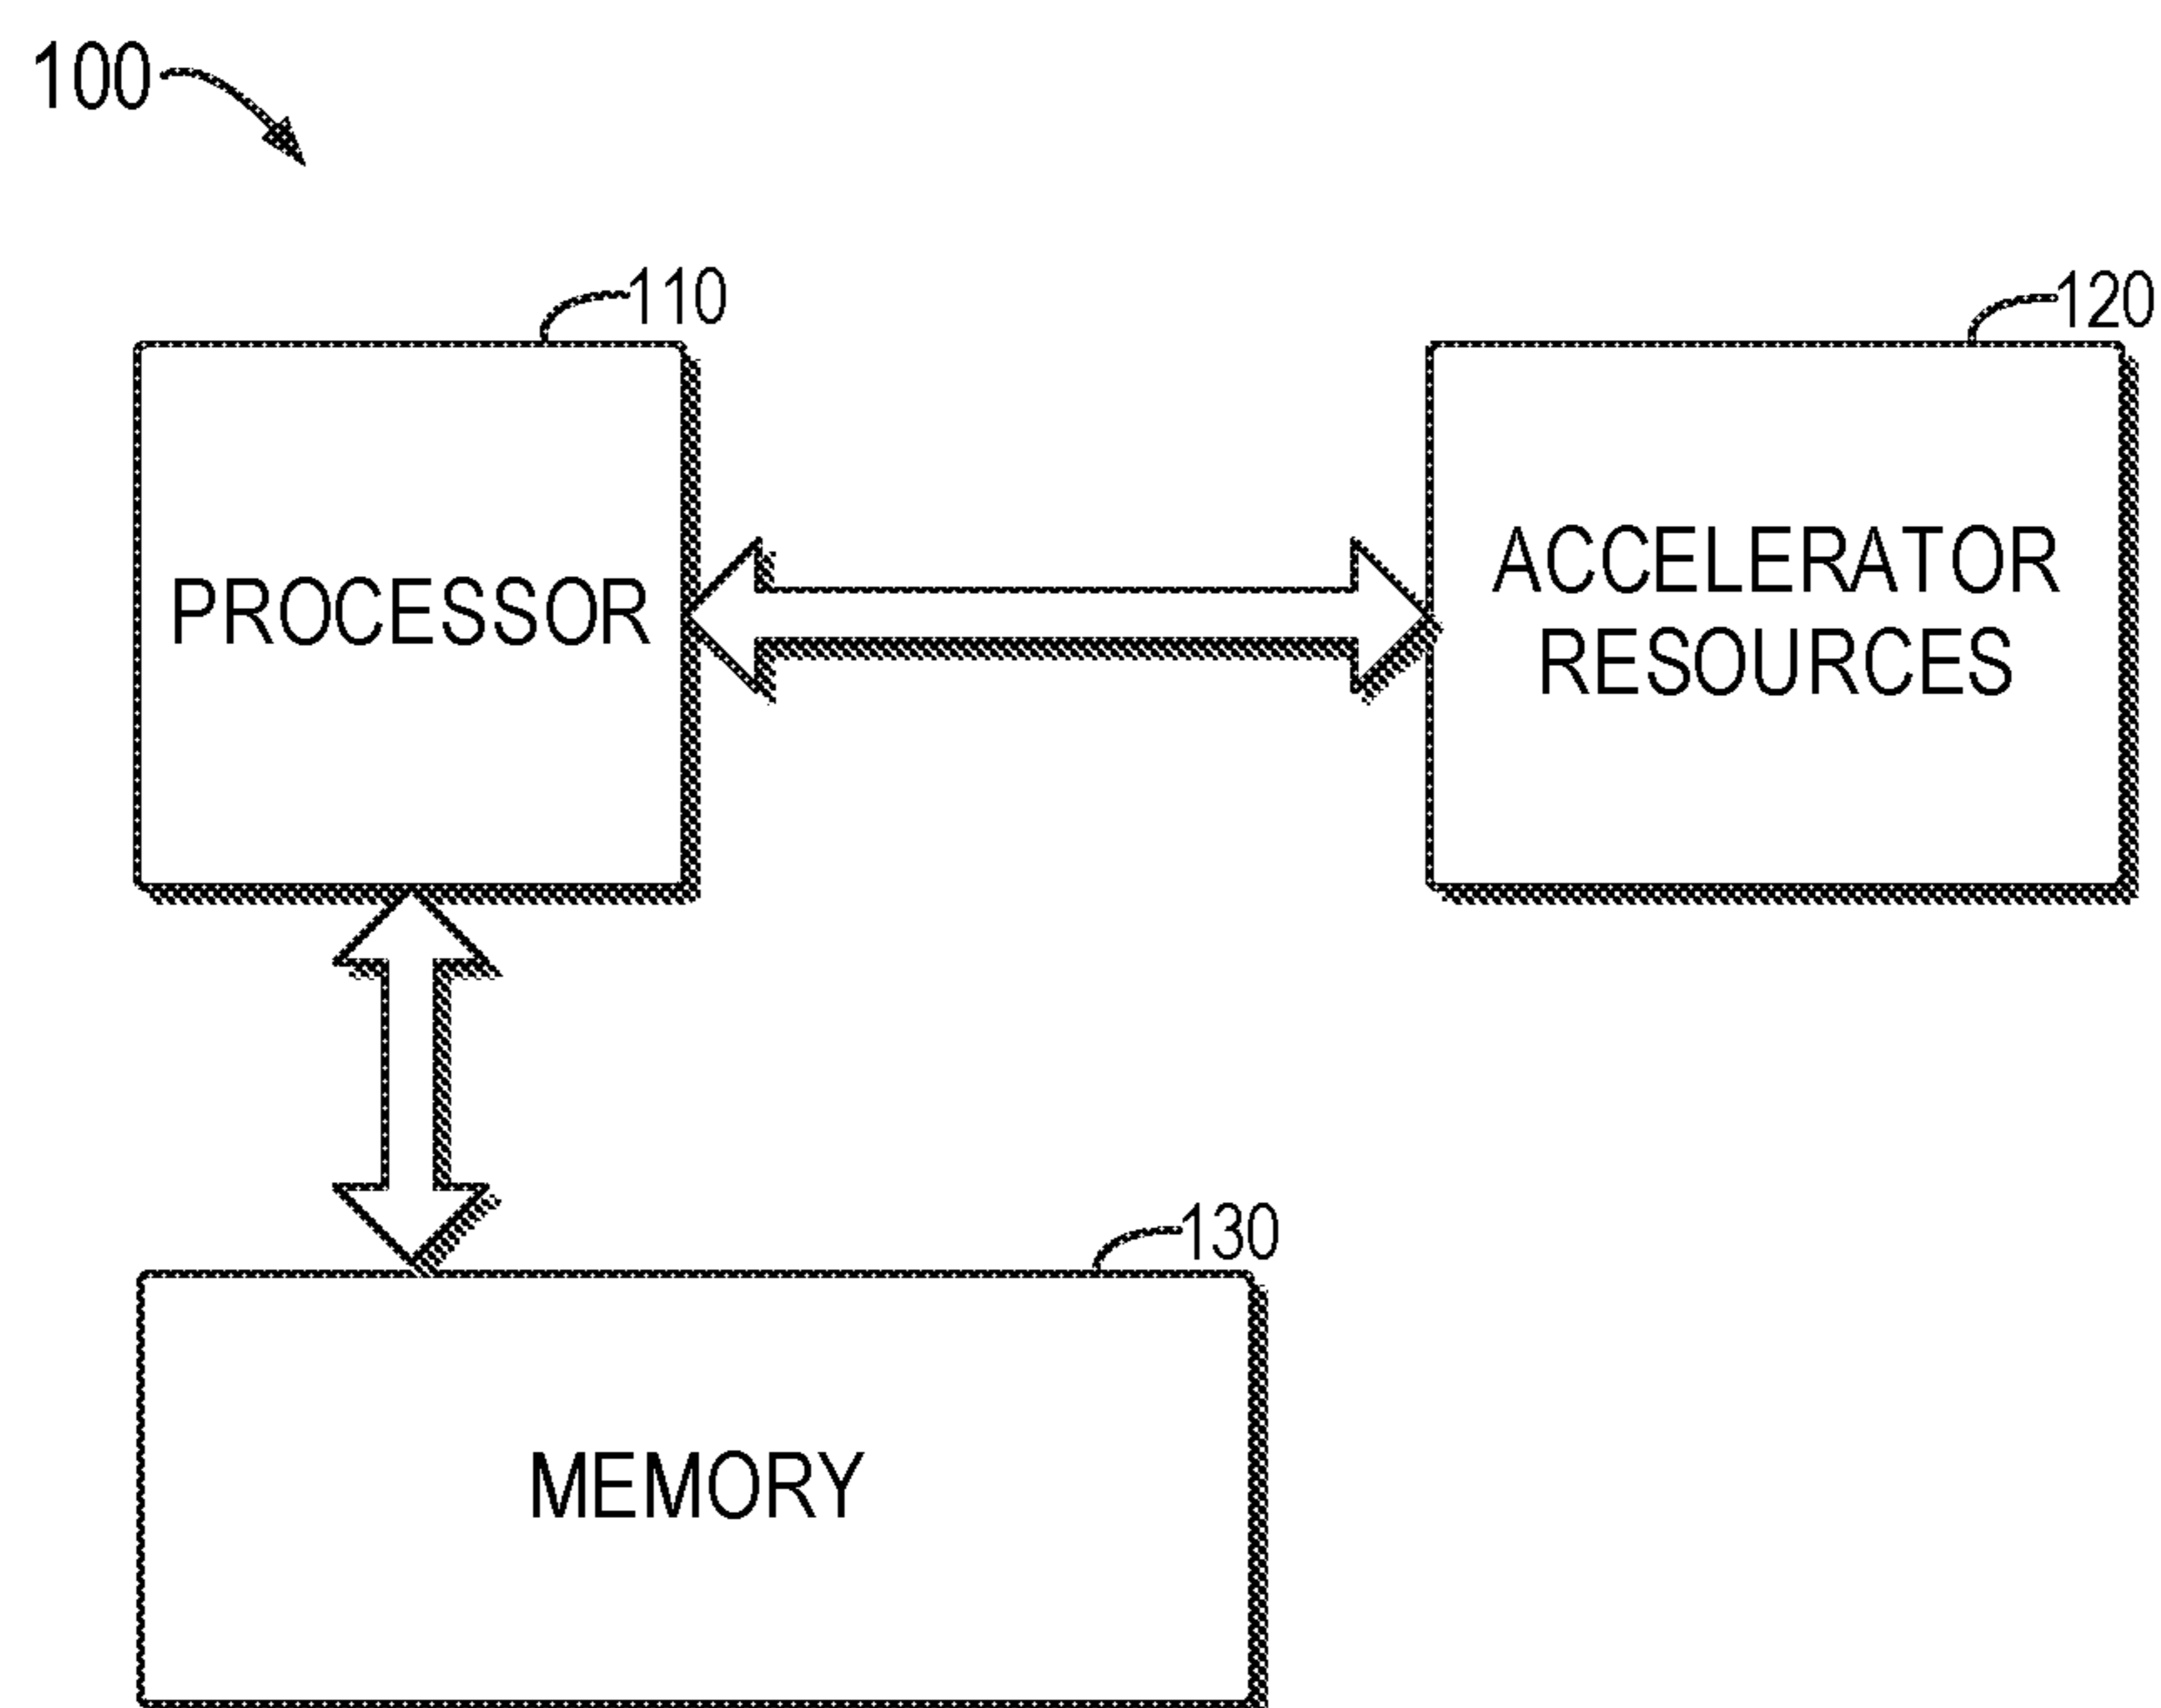 100
110
120
PROCESSOR
ACCELERATOR
RESOURCES
130
MEMORY